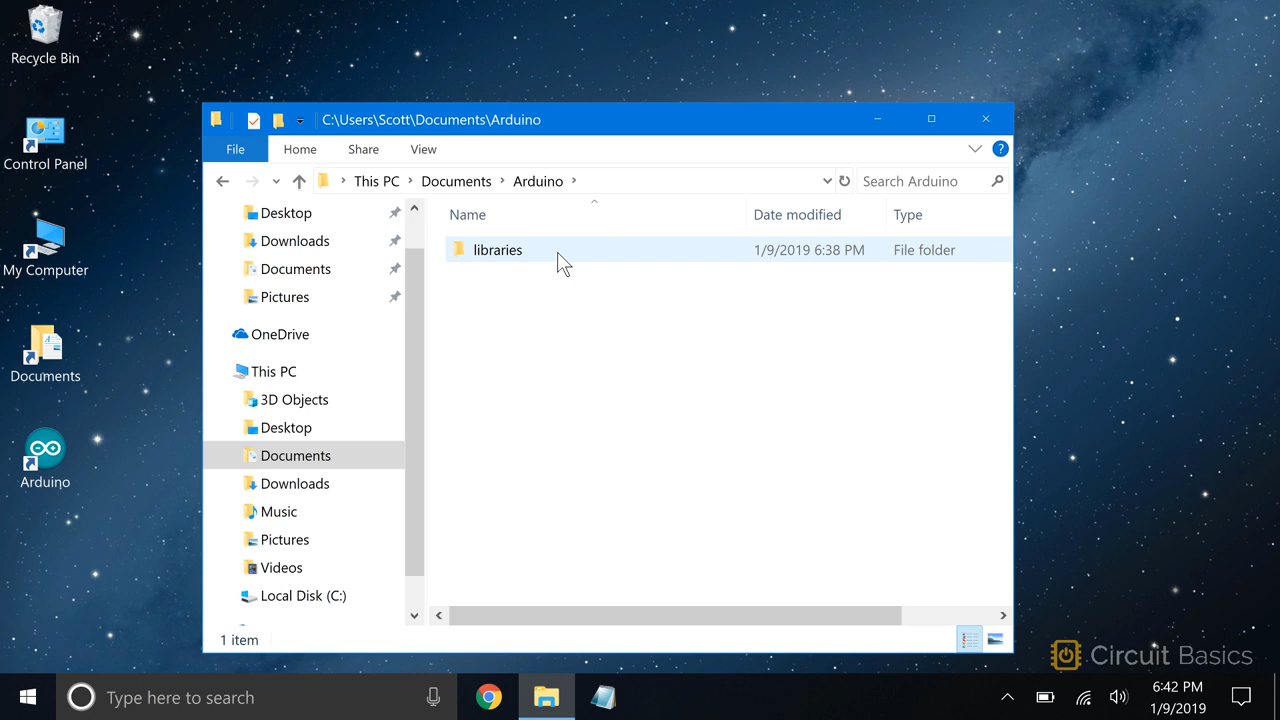 Recycle Bin
Control Panel
My Computer
Documents
Arduino
C:\Users\Scott\Documents\Arduino
File Home Share View
This PC > Documents > Arduino >
Search Arduino
Desktop
Downloads
Documents
Pictures
OneDrive
This PC
3D Objects
Desktop
Documents
Downloads
Music
Pictures
Videos
Local Disk (C:)
Name Date modified Type
libraries 1/9/2019 6:38 PM File folder
1 item
Circuit Basics
Type here to search
6:42 PM
1/9/2019